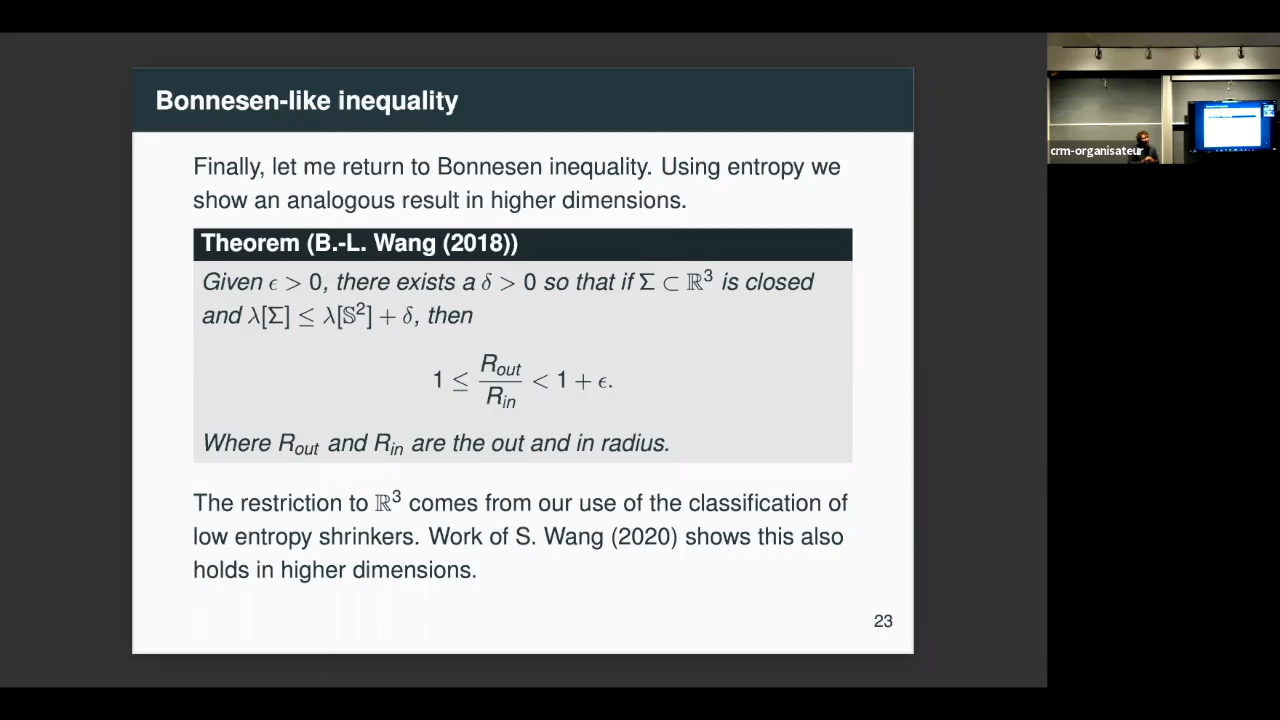 Bonnesen-like inequality
Finally, let me return to Bonnesen inequality. Using entropy we
show an analogous result in higher dimensions.
Theorem (B.-L. Wang (2018))
Given ϵ > 0, there exists a δ > 0 so that if Σ ⊂ ℝ³ is closed
and λ[Σ] ≤ λ[𝕊²] + δ, then
1 ≤ R_out / R_in < 1 + ϵ.
Where R_out and R_in are the out and in radius.
The restriction to ℝ³ comes from our use of the classification of
low entropy shrinkers. Work of S. Wang (2020) shows this also
holds in higher dimensions.
23
crm-organisateur